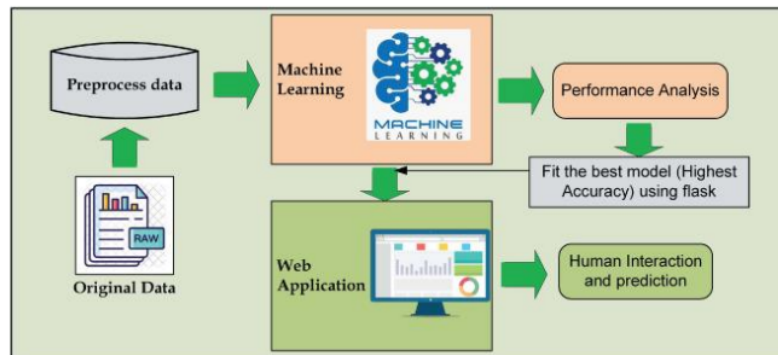 Preprocess data
Machine
Learning
MACHINE
LEARNING
Performance Analysis
Fit the best model (Highest
Accuracy) using flask
RAW
Original Data
Web
Application
Human Interaction
and prediction